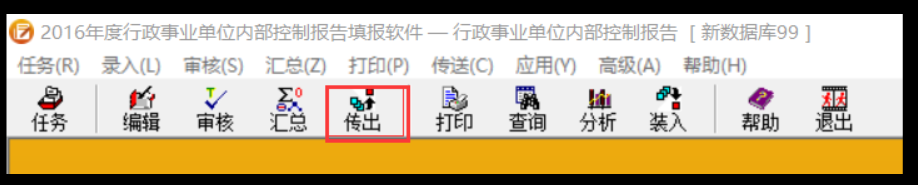 2016年度行政事业单位内部控制报告填报软件 — 行政事业单位内部控制报告 [ 新数据库99 ]
任务(R) 录入(L) 审核(S) 汇总(Z) 打印(P) 传送(C) 应用(Y) 高级(A) 帮助(H)
任务 编辑 审核 汇总 传出 打印 查询 分析 装入 帮助 退出